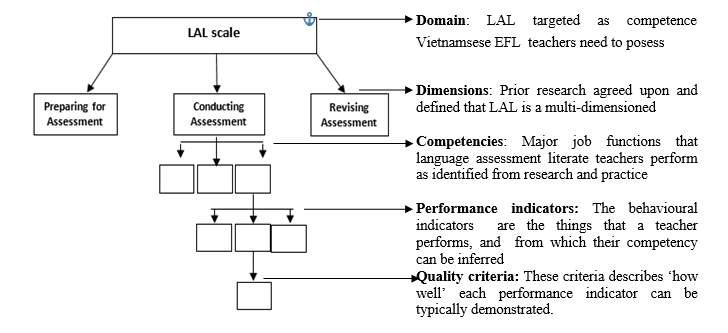 LAL scale
Domain: LAL targeted as competence
Vietnamsese EFL teachers need to posess
Preparing for
Assessment
Conducting
Assessment
Revising
Assessment
Dimensions: Prior research agreed upon and
defined that LAL is a multi-dimensioned
Competencies: Major job functions that
language assessment literate teachers perform
as identified from research and practice
Performance indicators: The behavioural
indicators are the things that a teacher
performs, and from which their competency
can be inferred
Quality criteria: These criteria describes ‘how
well’ each performance indicator can be
typically demonstrated.